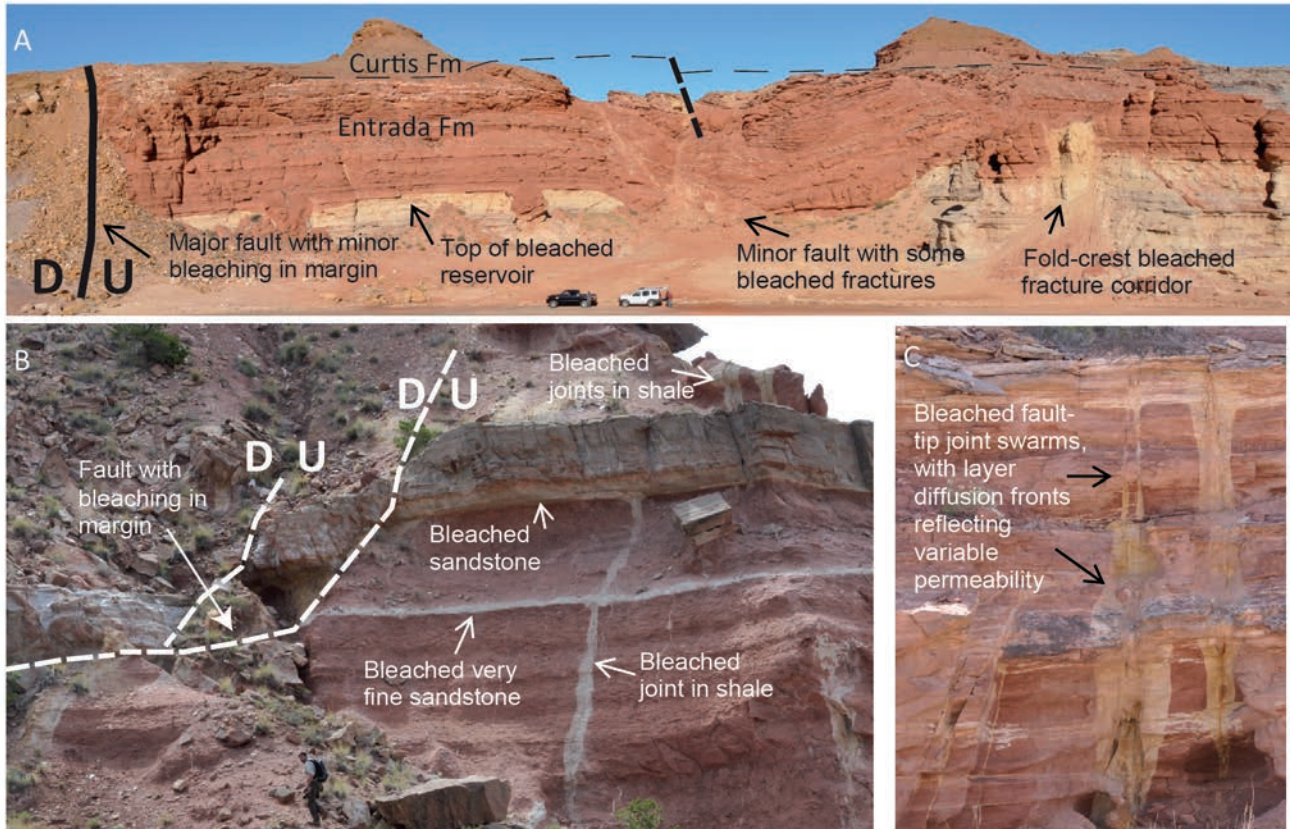 A
Curtis Fm
Entrada Fm
D
U
Major fault with minor
bleaching in margin
Top of bleached
reservoir
Minor fault with some
bleached fractures
Fold-crest bleached
fracture corridor
B
D
U
D
U
Fault with
bleaching in
margin
Bleached
joints in shale
Bleached
sandstone
Bleached very
fine sandstone
Bleached
joint in shale
C
Bleached fault-
tip joint swarms,
with layer
diffusion fronts
reflecting
variable
permeability